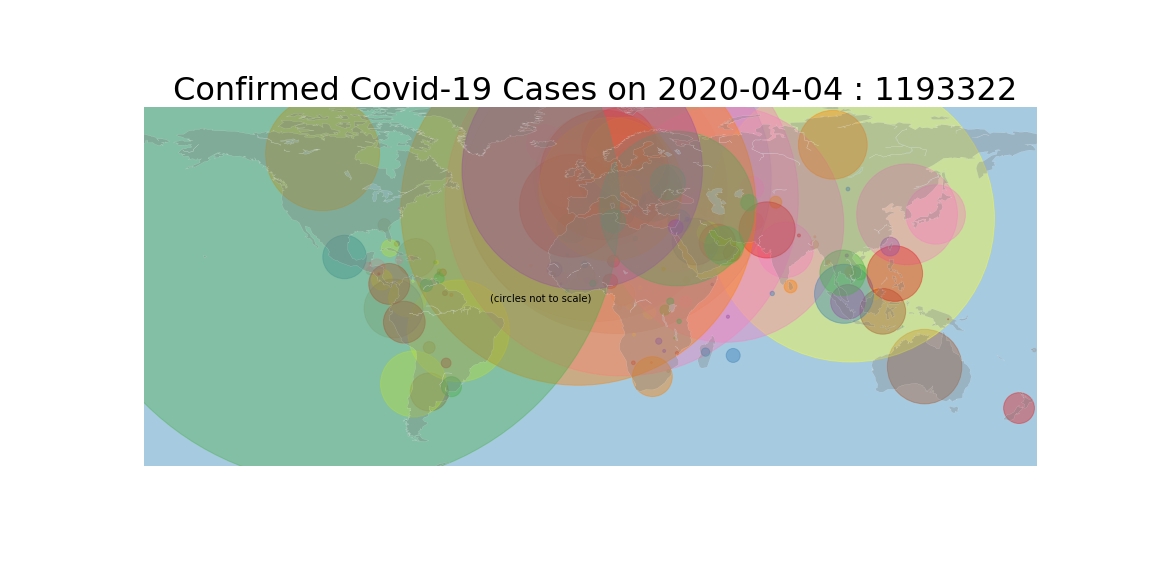 Confirmed Covid-19 Cases on 2020-04-04 : 1193322
(circles not to scale)